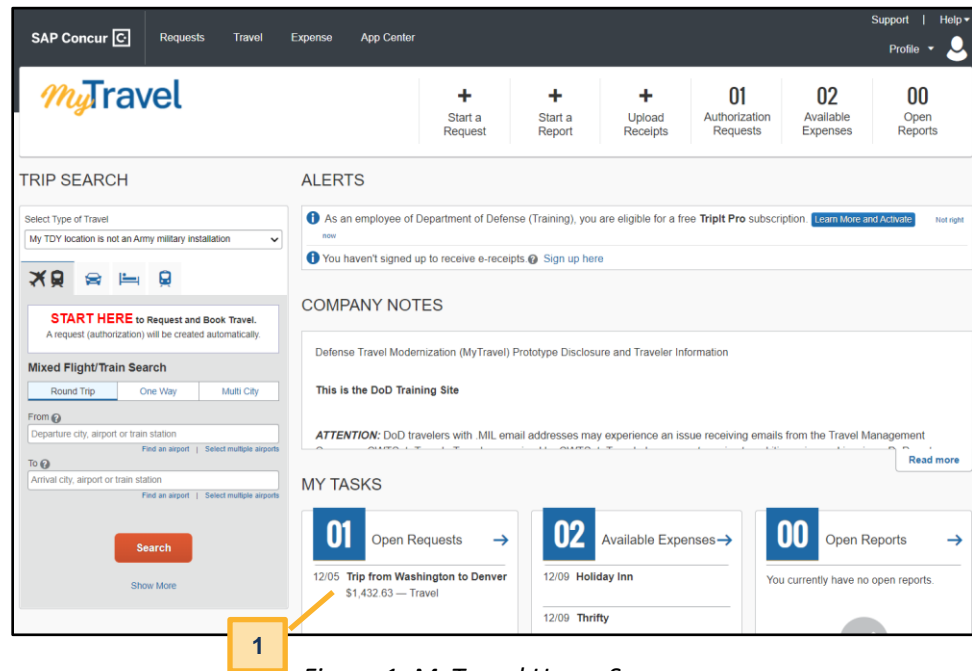 Support | Help
SAP Concur C Requests Travel Expense App Center
Profile
MyTravel
+ + + 01 02 00
Start a Start a Upload Authorization Available Open
Request Report Receipts Requests Expenses Reports
TRIP SEARCH
Select Type of Travel
My TDY location is not an Army military installation
START HERE to Request and Book Travel.
A request (authorization) will be created automatically.
Mixed Flight/Train Search
Round Trip One Way Multi City
From ?
Departure city, airport or train station
Find an airport | Select multiple airports
To ?
Arrival city, airport or train station
Find an airport | Select multiple airports
Search
Show More
ALERTS
As an employee of Department of Defense (Training), you are eligible for a free TripIt Pro subscription. Learn More and Activate Not right
now
You haven't signed up to receive e-receipts. ? Sign up here
COMPANY NOTES
Defense Travel Modernization (MyTravel) Prototype Disclosure and Traveler Information
This is the DoD Training Site
ATTENTION: DoD travelers with .MIL email addresses may experience an issue receiving emails from the Travel Management
Read more
MY TASKS
01 Open Requests →
12/05 Trip from Washington to Denver
$1,432.63 — Travel
02 Available Expenses →
12/09 Holiday Inn
12/09 Thrifty
00 Open Reports →
You currently have no open reports.
1